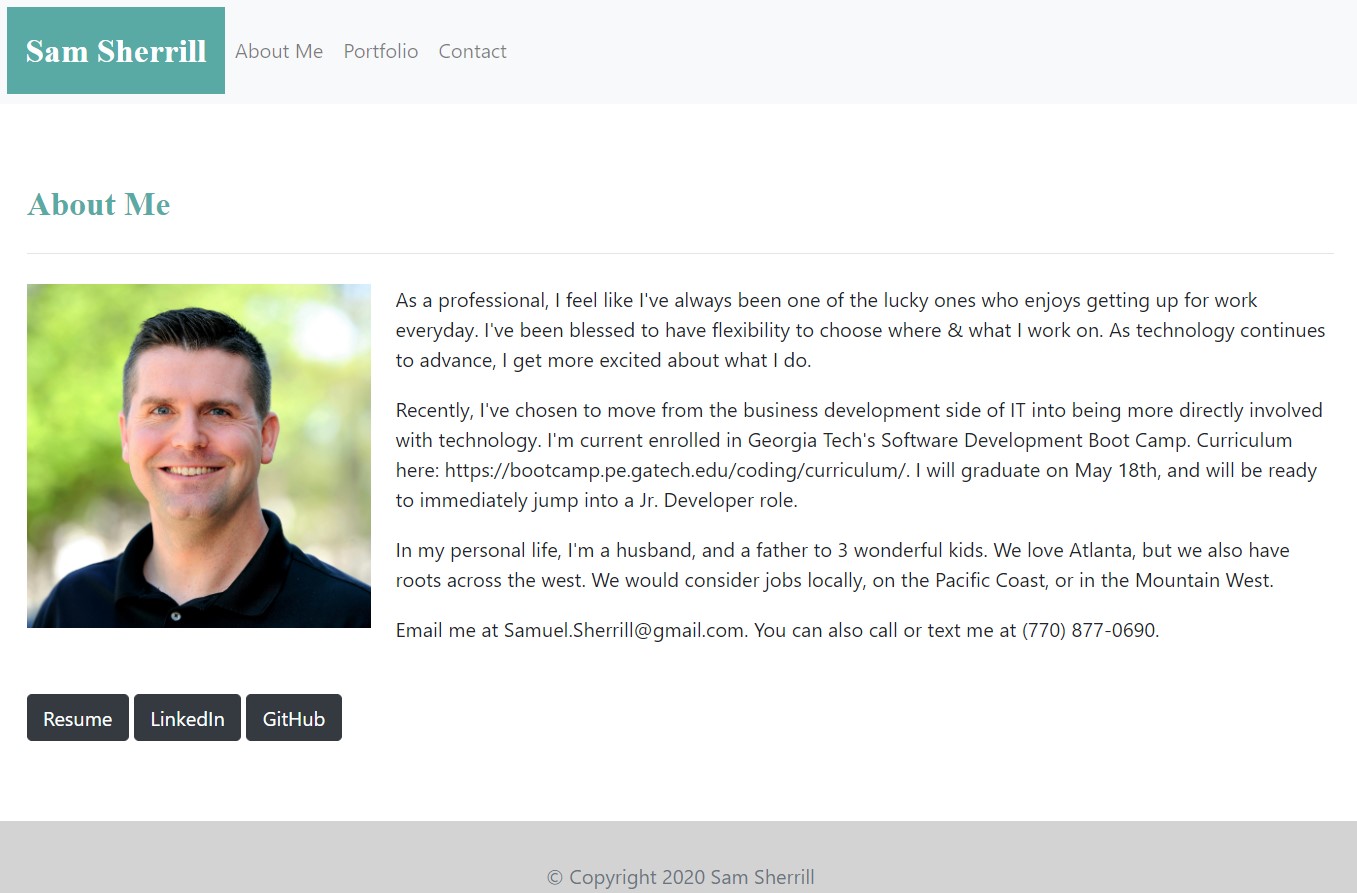 Sam Sherrill About Me Portfolio Contact
About Me
As a professional, I feel like I've always been one of the lucky ones who enjoys getting up for work
everyday. I've been blessed to have flexibility to choose where & what I work on. As technology continues
to advance, I get more excited about what I do.
Recently, I've chosen to move from the business development side of IT into being more directly involved
with technology. I'm current enrolled in Georgia Tech's Software Development Boot Camp. Curriculum
here: https://bootcamp.pe.gatech.edu/coding/curriculum/. I will graduate on May 18th, and will be ready
to immediately jump into a Jr. Developer role.
In my personal life, I'm a husband, and a father to 3 wonderful kids. We love Atlanta, but we also have
roots across the west. We would consider jobs locally, on the Pacific Coast, or in the Mountain West.
Email me at Samuel.Sherrill@gmail.com. You can also call or text me at (770) 877-0690.
Resume LinkedIn GitHub
© Copyright 2020 Sam Sherrill